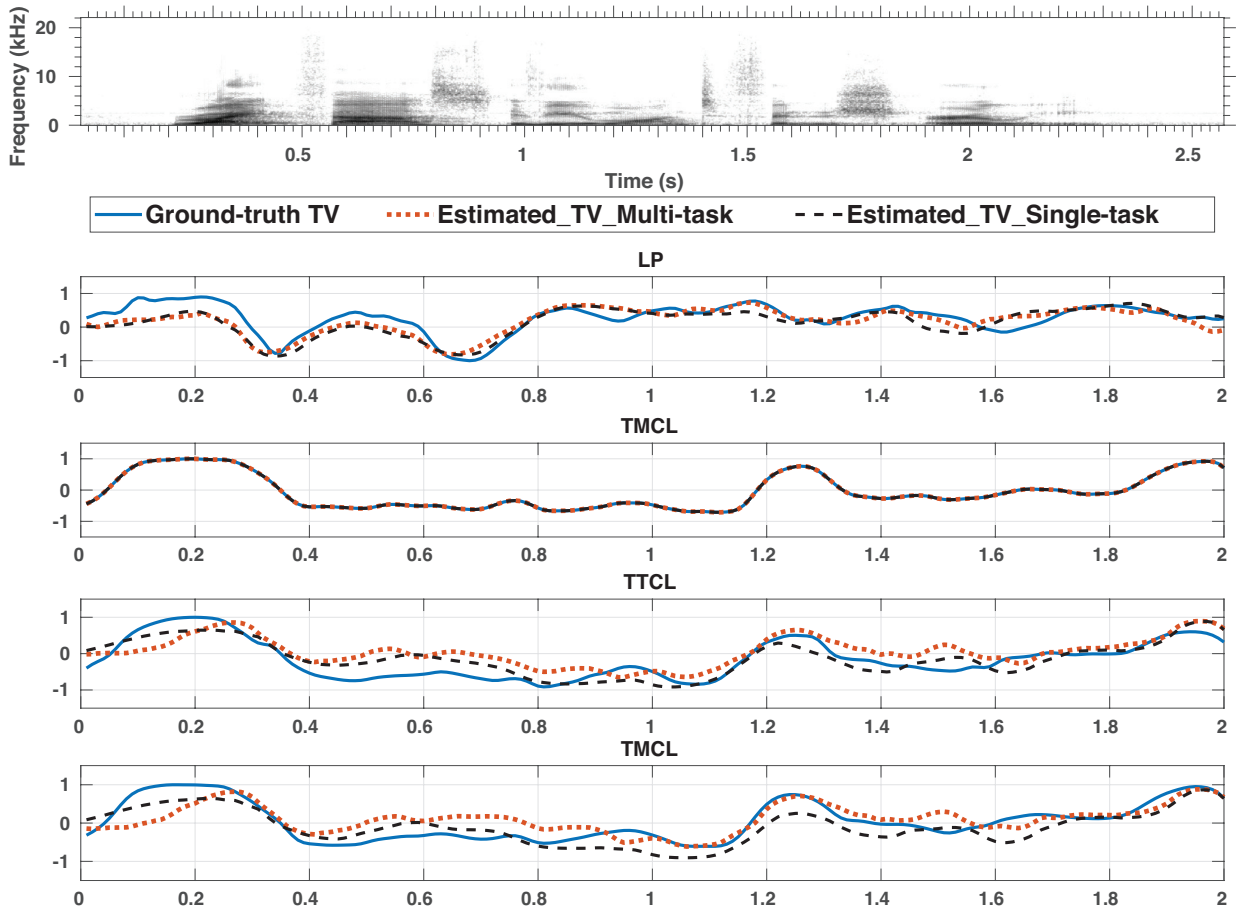 Frequency (kHz)
20
10
0
0.5 1 1.5 2 2.5
Time (s)
Ground-truth TV Estimated_TV_Multi-task Estimated_TV_Single-task
LP
1
0
-1
0 0.2 0.4 0.6 0.8 1 1.2 1.4 1.6 1.8 2
TMCL
1
0
-1
0 0.2 0.4 0.6 0.8 1 1.2 1.4 1.6 1.8 2
TTCL
1
0
-1
0 0.2 0.4 0.6 0.8 1 1.2 1.4 1.6 1.8 2
TMCL
1
0
-1
0 0.2 0.4 0.6 0.8 1 1.2 1.4 1.6 1.8 2